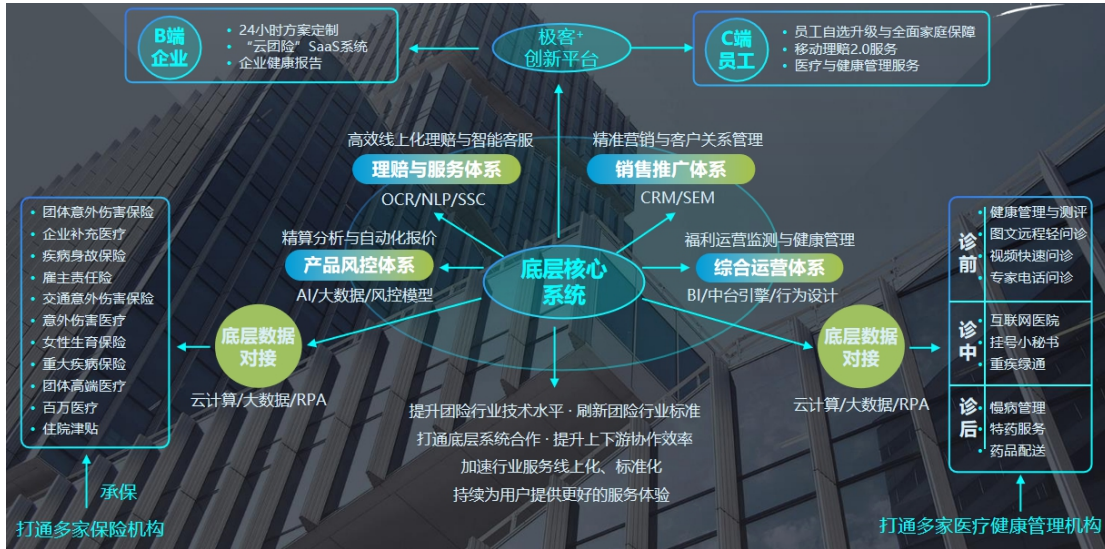 B端
企业
24小时方案定制
“云团险”SaaS系统
企业健康报告
极客+
创新平台
C端
员工
员工自选升级与全面家庭保障
移动理赔2.0服务
医疗与健康管理服务
高效线上化理赔与智能客服
理赔与服务体系
OCR/NLP/SSC
精准营销与客户关系管理
销售推广体系
CRM/SEM
精算分析与自动化报价
产品风控体系
AI/大数据/风控模型
底层核心
系统
福利运营监测与健康管理
综合运营体系
BI/中台引擎/行为设计
团体意外伤害保险
企业补充医疗
疾病身故保险
雇主责任险
交通意外伤害保险
意外伤害医疗
女性生育保险
重大疾病保险
团体高端医疗
百万医疗
住院津贴
承保
打通多家保险机构
底层数据
对接
云计算/大数据/RPA
提升团险行业技术水平·刷新团险行业标准
打通底层系统合作·提升上下游协作效率
加速行业服务线上化、标准化
持续为用户提供更好的服务体验
底层数据
对接
云计算/大数据/RPA
诊前
健康管理与测评
图文远程轻问诊
视频快速问诊
专家电话问诊
诊中
互联网医院
挂号小秘书
重疾绿通
诊后
慢病管理
特药服务
药品配送
打通多家医疗健康管理机构